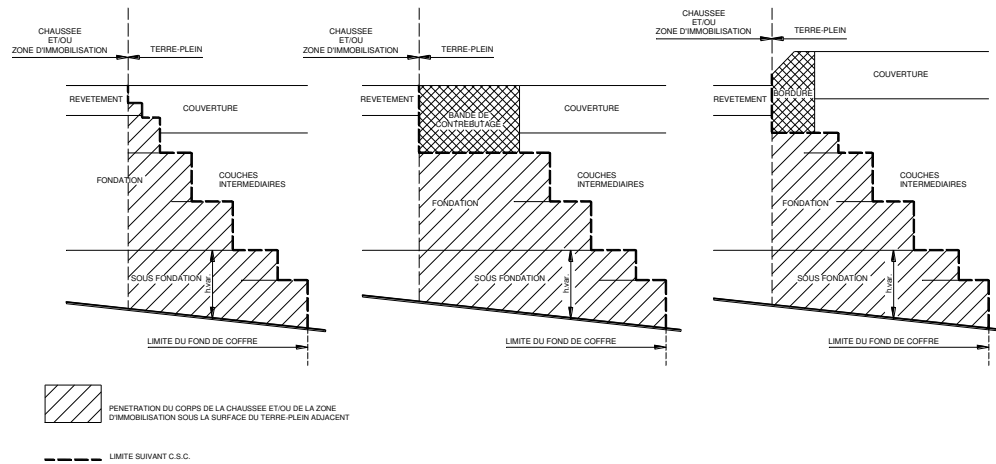 CHAUSSEE
ET/OU
ZONE D'IMMOBILISATION
TERRE-PLEIN
REVETEMENT
COUVERTURE
FONDATION
COUCHES
INTERMEDIAIRES
SOUS FONDATION
h.var.
LIMITE DU FOND DE COFFRE
CHAUSSEE
ET/OU
ZONE D'IMMOBILISATION
TERRE-PLEIN
REVETEMENT
BANDE DE
CONTREBUTAGE
COUVERTURE
COUCHES
INTERMEDIAIRES
FONDATION
SOUS FONDATION
h.var.
LIMITE DU FOND DE COFFRE
CHAUSSEE
ET/OU
ZONE D'IMMOBILISATION
TERRE-PLEIN
COUVERTURE
REVETEMENT
BORDURE
COUCHES
INTERMEDIAIRES
FONDATION
SOUS FONDATION
h.var.
LIMITE DU FOND DE COFFRE
PENETRATION DU CORPS DE LA CHAUSSEE ET/OU DE LA ZONE
D'IMMOBILISATION SOUS LA SURFACE DU TERRE-PLEIN ADJACENT
LIMITE SUIVANT C.S.C.